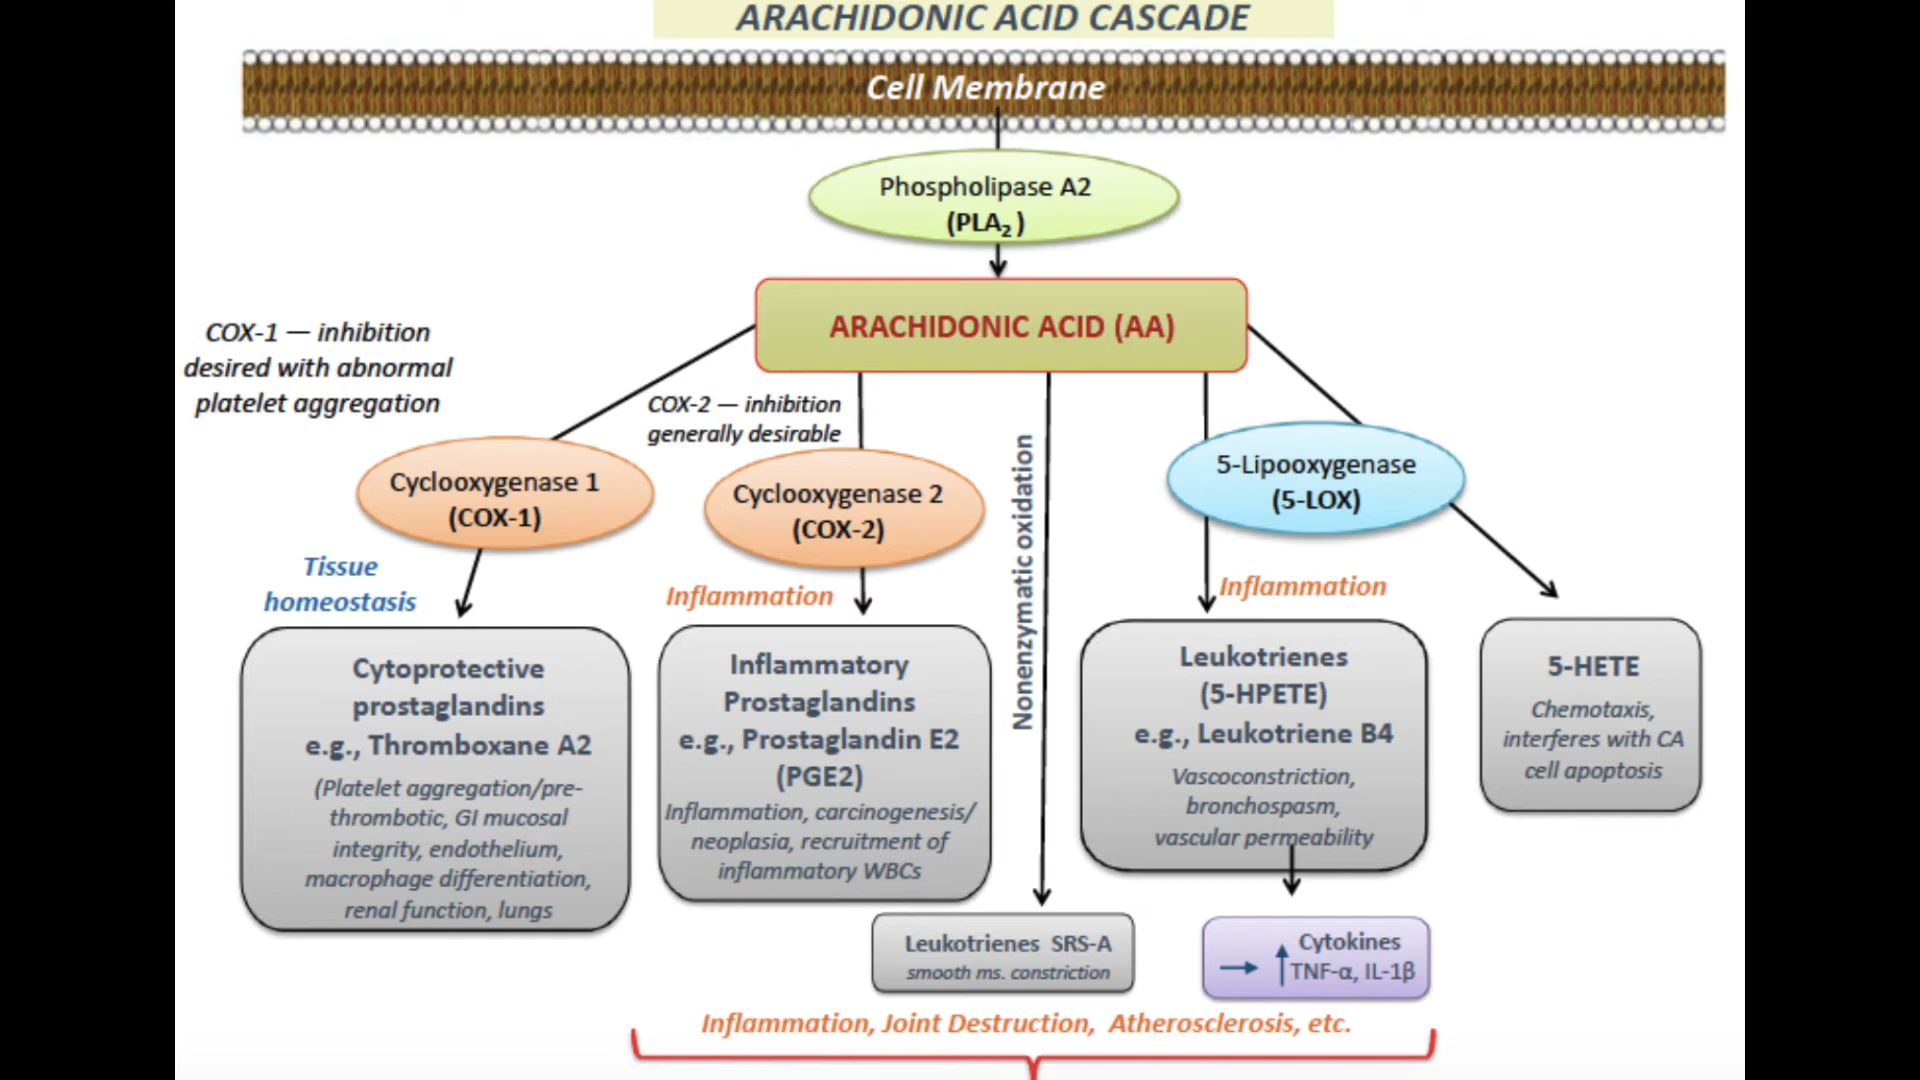 ARACHIDONIC ACID CASCADE
Cell Membrane
Phospholipase A2
(PLA₂ )
ARACHIDONIC ACID (AA)
COX-1 — inhibition
desired with abnormal
platelet aggregation
COX-2 — inhibition
generally desirable
Cyclooxygenase 1
(COX-1)
Cyclooxygenase 2
(COX-2)
Nonenzymatic oxidation
5-Lipooxygenase
(5-LOX)
Tissue
homeostasis
Inflammation
Inflammation
Cytoprotective
prostaglandins
e.g., Thromboxane A2
(Platelet aggregation/pre-
thrombotic, GI mucosal
integrity, endothelium,
macrophage differentiation,
renal function, lungs
Inflammatory
Prostaglandins
e.g., Prostaglandin E2
(PGE2)
Inflammation, carcinogenesis/
neoplasia, recruitment of
inflammatory WBCs
Leukotrienes
(5-HPETE)
e.g., Leukotriene B4
Vascoconstriction,
bronchospasm,
vascular permeability
5-HETE
Chemotaxis,
interferes with CA
cell apoptosis
Leukotrienes SRS-A
smooth ms. constriction
Cytokines
TNF-α, IL-1β
Inflammation, Joint Destruction, Atherosclerosis, etc.